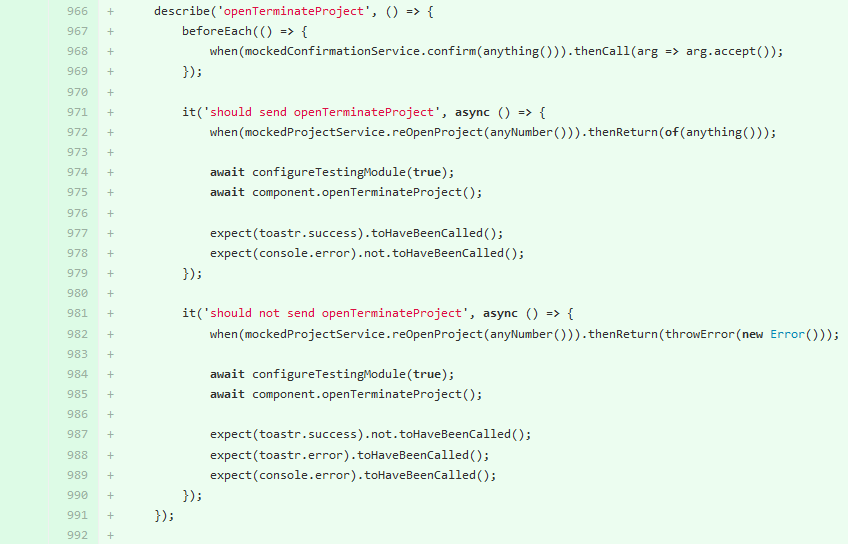 966 + describe('openTerminateProject', () => {
967 + beforeEach(() => {
968 + when(mockedConfirmationService.confirm(anything())).thenCall(arg => arg.accept());
969 + });
970 +
971 + it('should send openTerminateProject', async () => {
972 + when(mockedProjectService.reOpenProject(anyNumber())).thenReturn(of(anything()));
973 +
974 + await configureTestingModule(true);
975 + await component.openTerminateProject();
976 +
977 + expect(toastr.success).toHaveBeenCalled();
978 + expect(console.error).not.toHaveBeenCalled();
979 + });
980 +
981 + it('should not send openTerminateProject', async () => {
982 + when(mockedProjectService.reOpenProject(anyNumber())).thenReturn(throwError(new Error()));
983 +
984 + await configureTestingModule(true);
985 + await component.openTerminateProject();
986 +
987 + expect(toastr.success).not.toHaveBeenCalled();
988 + expect(toastr.error).toHaveBeenCalled();
989 + expect(console.error).toHaveBeenCalled();
990 + });
991 + });
992 +